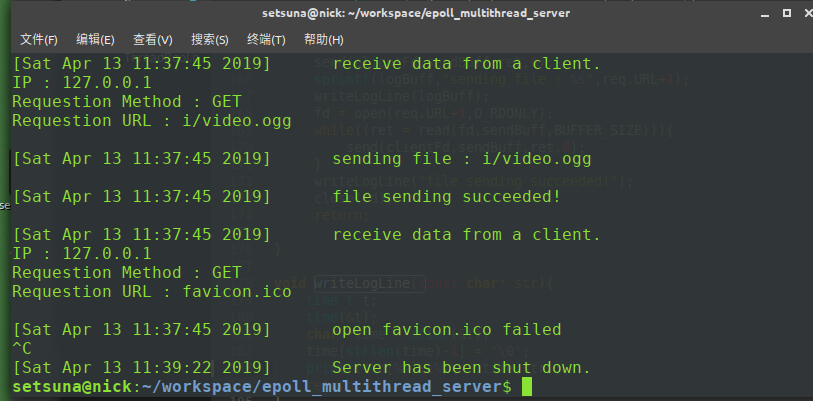 setsuna@nick: ~/workspace/epoll_multithread_server
文件(F) 编辑(E) 查看(V) 搜索(S) 终端(T) 帮助(H)
[Sat Apr 13 11:37:45 2019] receive data from a client.
IP : 127.0.0.1
Requestion Method : GET
Requestion URL : i/video.ogg
[Sat Apr 13 11:37:45 2019] sending file : i/video.ogg
[Sat Apr 13 11:37:45 2019] file sending succeeded!
[Sat Apr 13 11:37:45 2019] receive data from a client.
IP : 127.0.0.1
Requestion Method : GET
Requestion URL : favicon.ico
[Sat Apr 13 11:37:45 2019] open favicon.ico failed
^C
[Sat Apr 13 11:39:22 2019] Server has been shut down.
setsuna@nick:~/workspace/epoll_multithread_server$